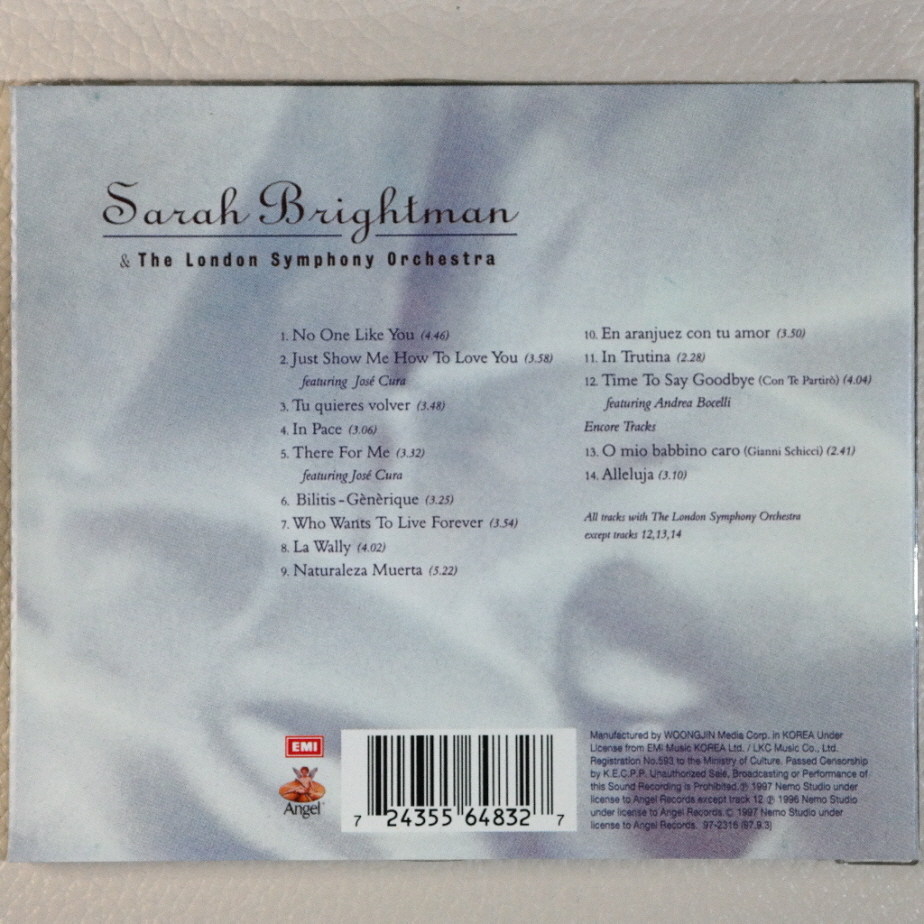 Sarah Brightman
& The London Symphony Orchestra
1. No One Like You (4.46)
2. Just Show Me How To Love You (3.58)
featuring José Cura
3. Tu quieres volver (3.48)
4. In Pace (3.06)
5. There For Me (3.32)
featuring José Cura
6. Bilitis-Gènèrique (3.25)
7. Who Wants To Live Forever (3.54)
8. La Wally (4.02)
9. Naturaleza Muerta (5.22)
10. En aranjuez con tu amor (3.50)
11. In Trutina (2.28)
12. Time To Say Goodbye (Con Te Partirò) (4.04)
featuring Andrea Bocelli
Encore Tracks
13. O mio babbino caro (Gianni Schicci) (2.41)
14. Alleluja (3.10)
All tracks with The London Symphony Orchestra
except tracks 12,13,14
EMI
Angel
7 24355 64832 7
Manufactured by WOONGJIN Media Corp. in KOREA Under
License from EMI Music KOREA Ltd. / LKC Music Co., Ltd.
Registration No.593 to the Ministry of Culture. Passed Censorship
by K.E.C.P.P. Unauthorized Sale, Broadcasting or Performance of
this Sound Recording is Prohibited. ℗ 1997 Nemo Studio under
license to Angel Records except track 12 ℗ 1996 Nemo Studio
under license to Angel Records. © 1997 Nemo Studio under
license to Angel Records. 97-2316 (97.9.3)